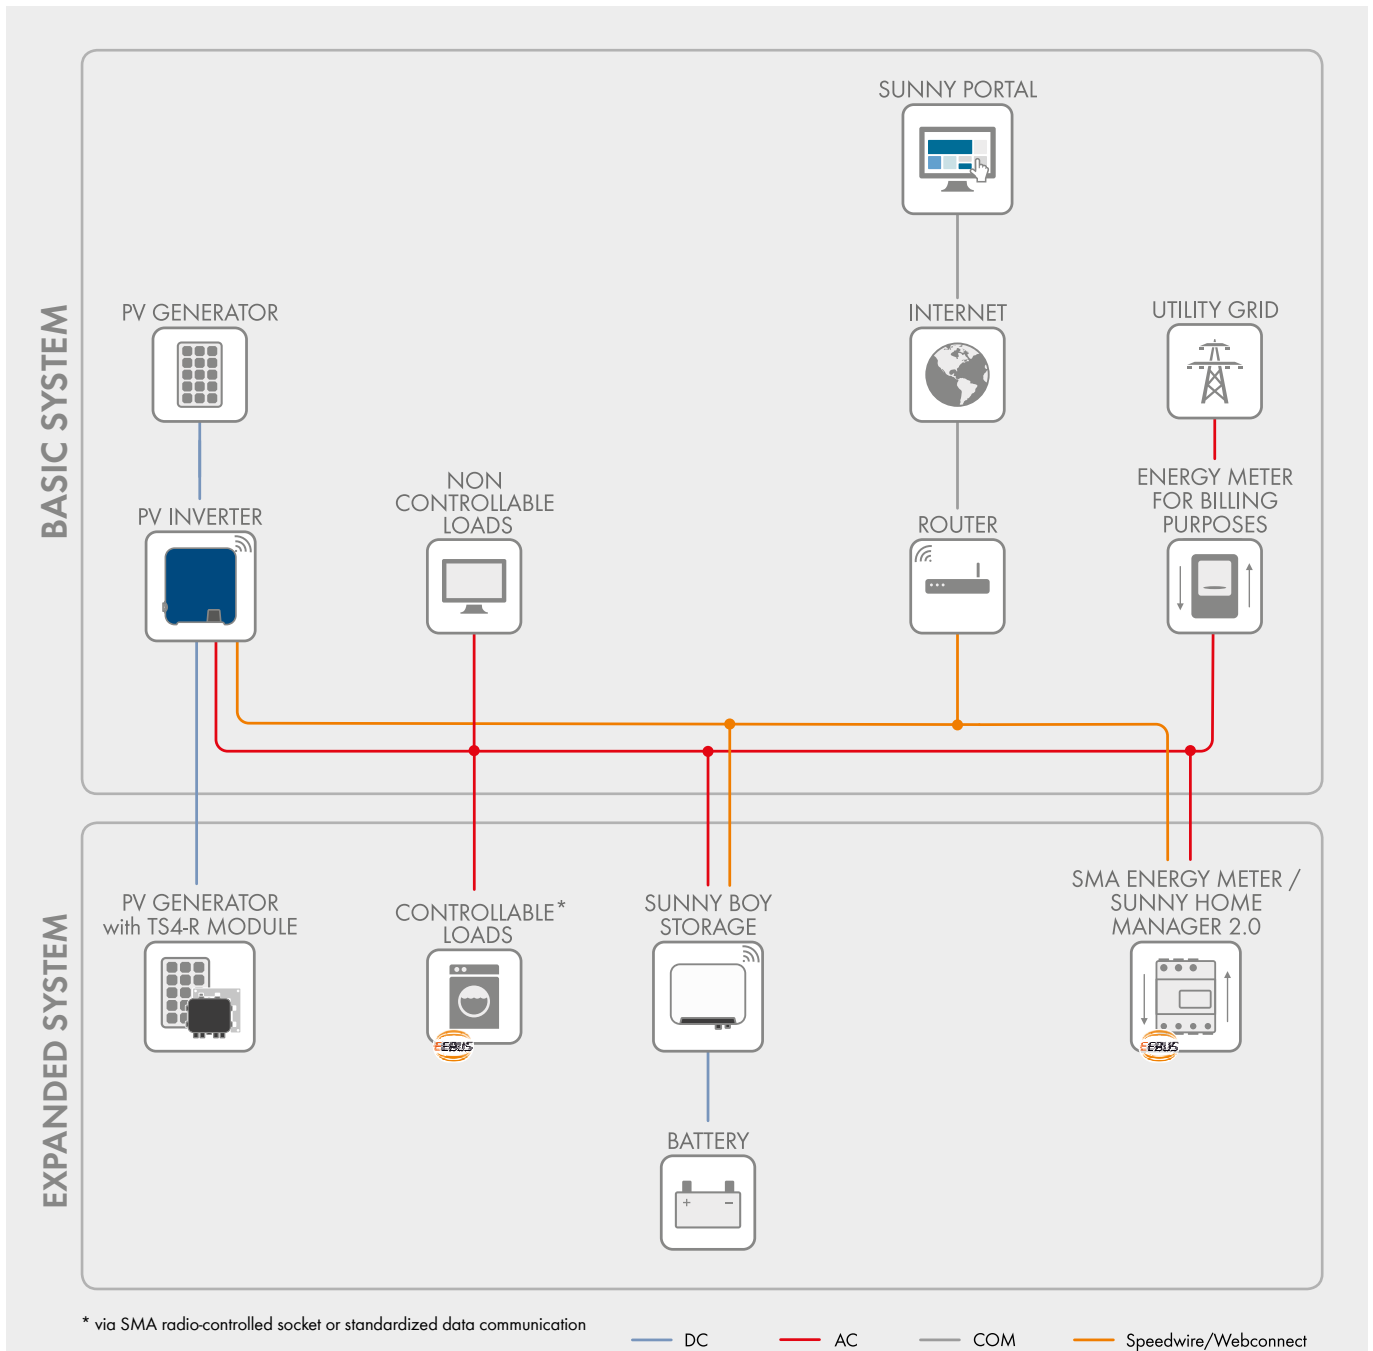 BASIC SYSTEM
SUNNY PORTAL
PV GENERATOR
INTERNET
UTILITY GRID
PV INVERTER
NON
CONTROLLABLE
LOADS
ROUTER
ENERGY METER
FOR BILLING
PURPOSES
EXPANDED SYSTEM
PV GENERATOR
with TS4-R MODULE
CONTROLLABLE*
LOADS
EEBUS
SUNNY BOY
STORAGE
SMA ENERGY METER /
SUNNY HOME
MANAGER 2.0
EEBUS
BATTERY
+ −
* via SMA radio-controlled socket or standardized data communication
DC
AC
COM
Speedwire/Webconnect